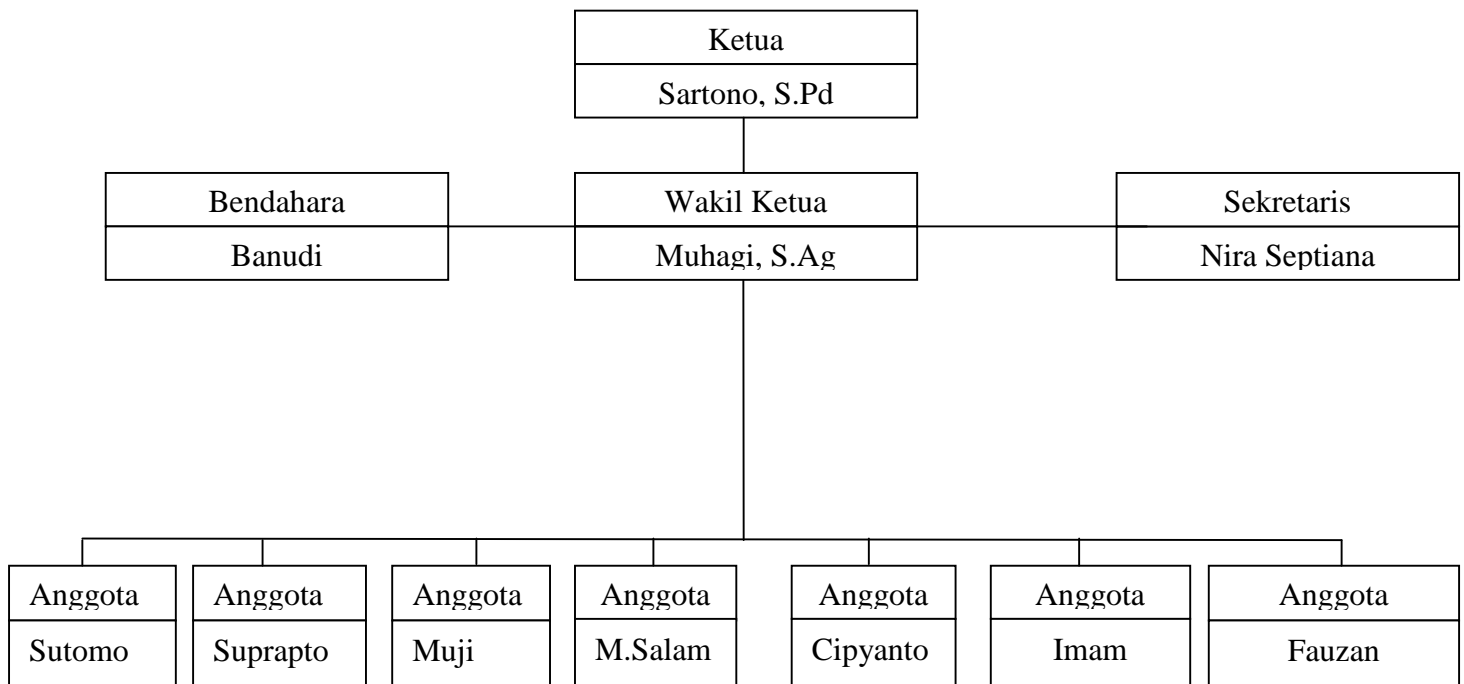 Ketua
Sartono, S.Pd
Bendahara
Banudi
Wakil Ketua
Muhagi, S.Ag
Sekretaris
Nira Septiana
Anggota
Sutomo
Anggota
Suprapto
Anggota
Muji
Anggota
M.Salam
Anggota
Cipyanto
Anggota
Imam
Anggota
Fauzan